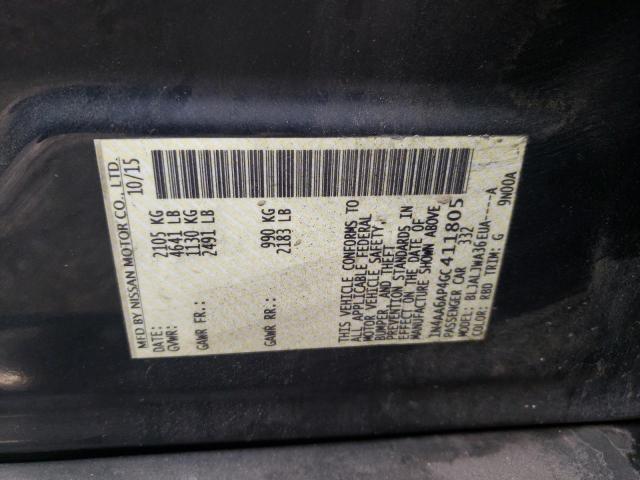 MFD BY NISSAN MOTOR CO., LTD.
DATE: 10/15
GVWR: 2105 KG
4641 LB
GAWR FR.: 1130 KG
2491 LB
GAWR RR.: 990 KG
2183 LB
THIS VEHICLE CONFORMS TO
ALL APPLICABLE FEDERAL
MOTOR VEHICLE SAFETY,
BUMPER, AND THEFT
PREVENTION STANDARDS IN
EFFECT ON THE DATE OF
MANUFACTURE SHOWN ABOVE.
1N4AA6AP4GC411805
PASSENGER CAR 332
MODEL: BLJALJWA36EUA-----A
COLOR: RBD TRIM: G 9N00A